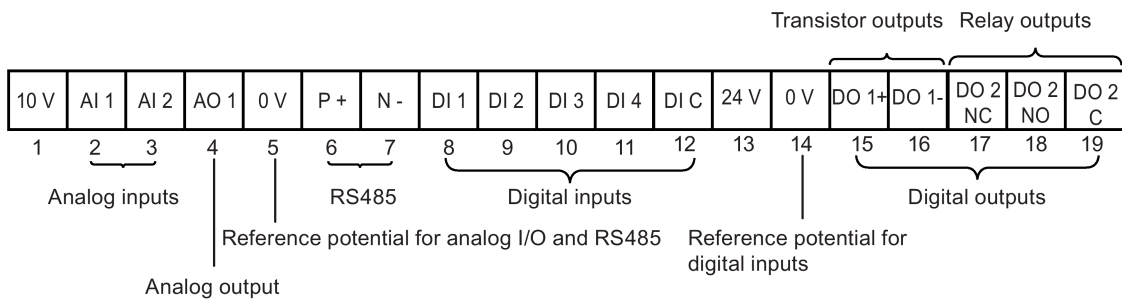 Transistor outputs Relay outputs
10 V AI 1 AI 2 AO 1 0 V P + N - DI 1 DI 2 DI 3 DI 4 DI C 24 V 0 V DO 1+ DO 1- DO 2 NC DO 2 NO DO 2 C
1 2 3 4 5 6 7 8 9 10 11 12 13 14 15 16 17 18 19
Analog inputs RS485 Digital inputs Digital outputs
Reference potential for analog I/O and RS485 Reference potential for
digital inputs
Analog output